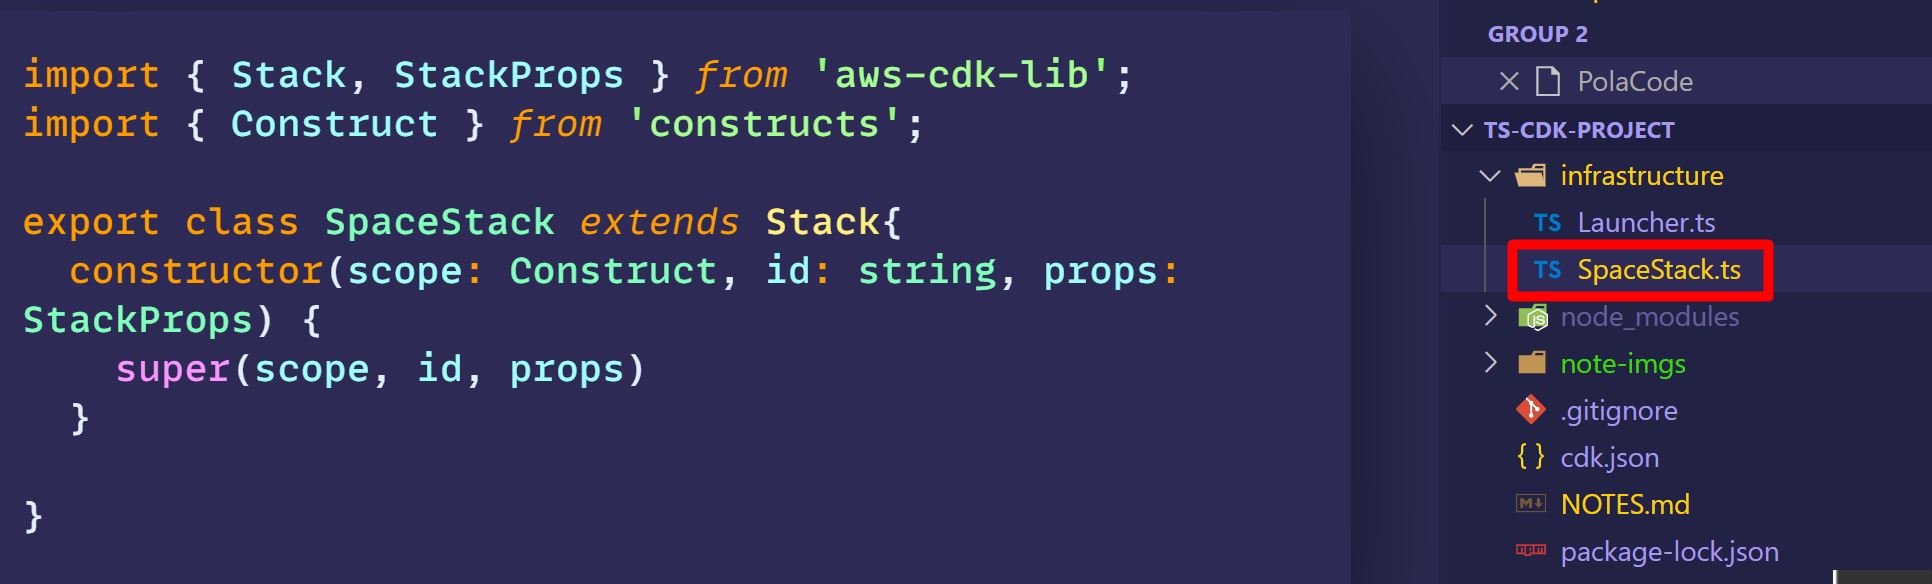 import { Stack, StackProps } from 'aws-cdk-lib';
import { Construct } from 'constructs';
export class SpaceStack extends Stack{
constructor(scope: Construct, id: string, props:
StackProps) {
super(scope, id, props)
}
}
GROUP 2
PolaCode
TS-CDK-PROJECT
infrastructure
TS Launcher.ts
TS SpaceStack.ts
JS node_modules
note-imgs
.gitignore
{ } cdk.json
M↓ NOTES.md
npm package-lock.json